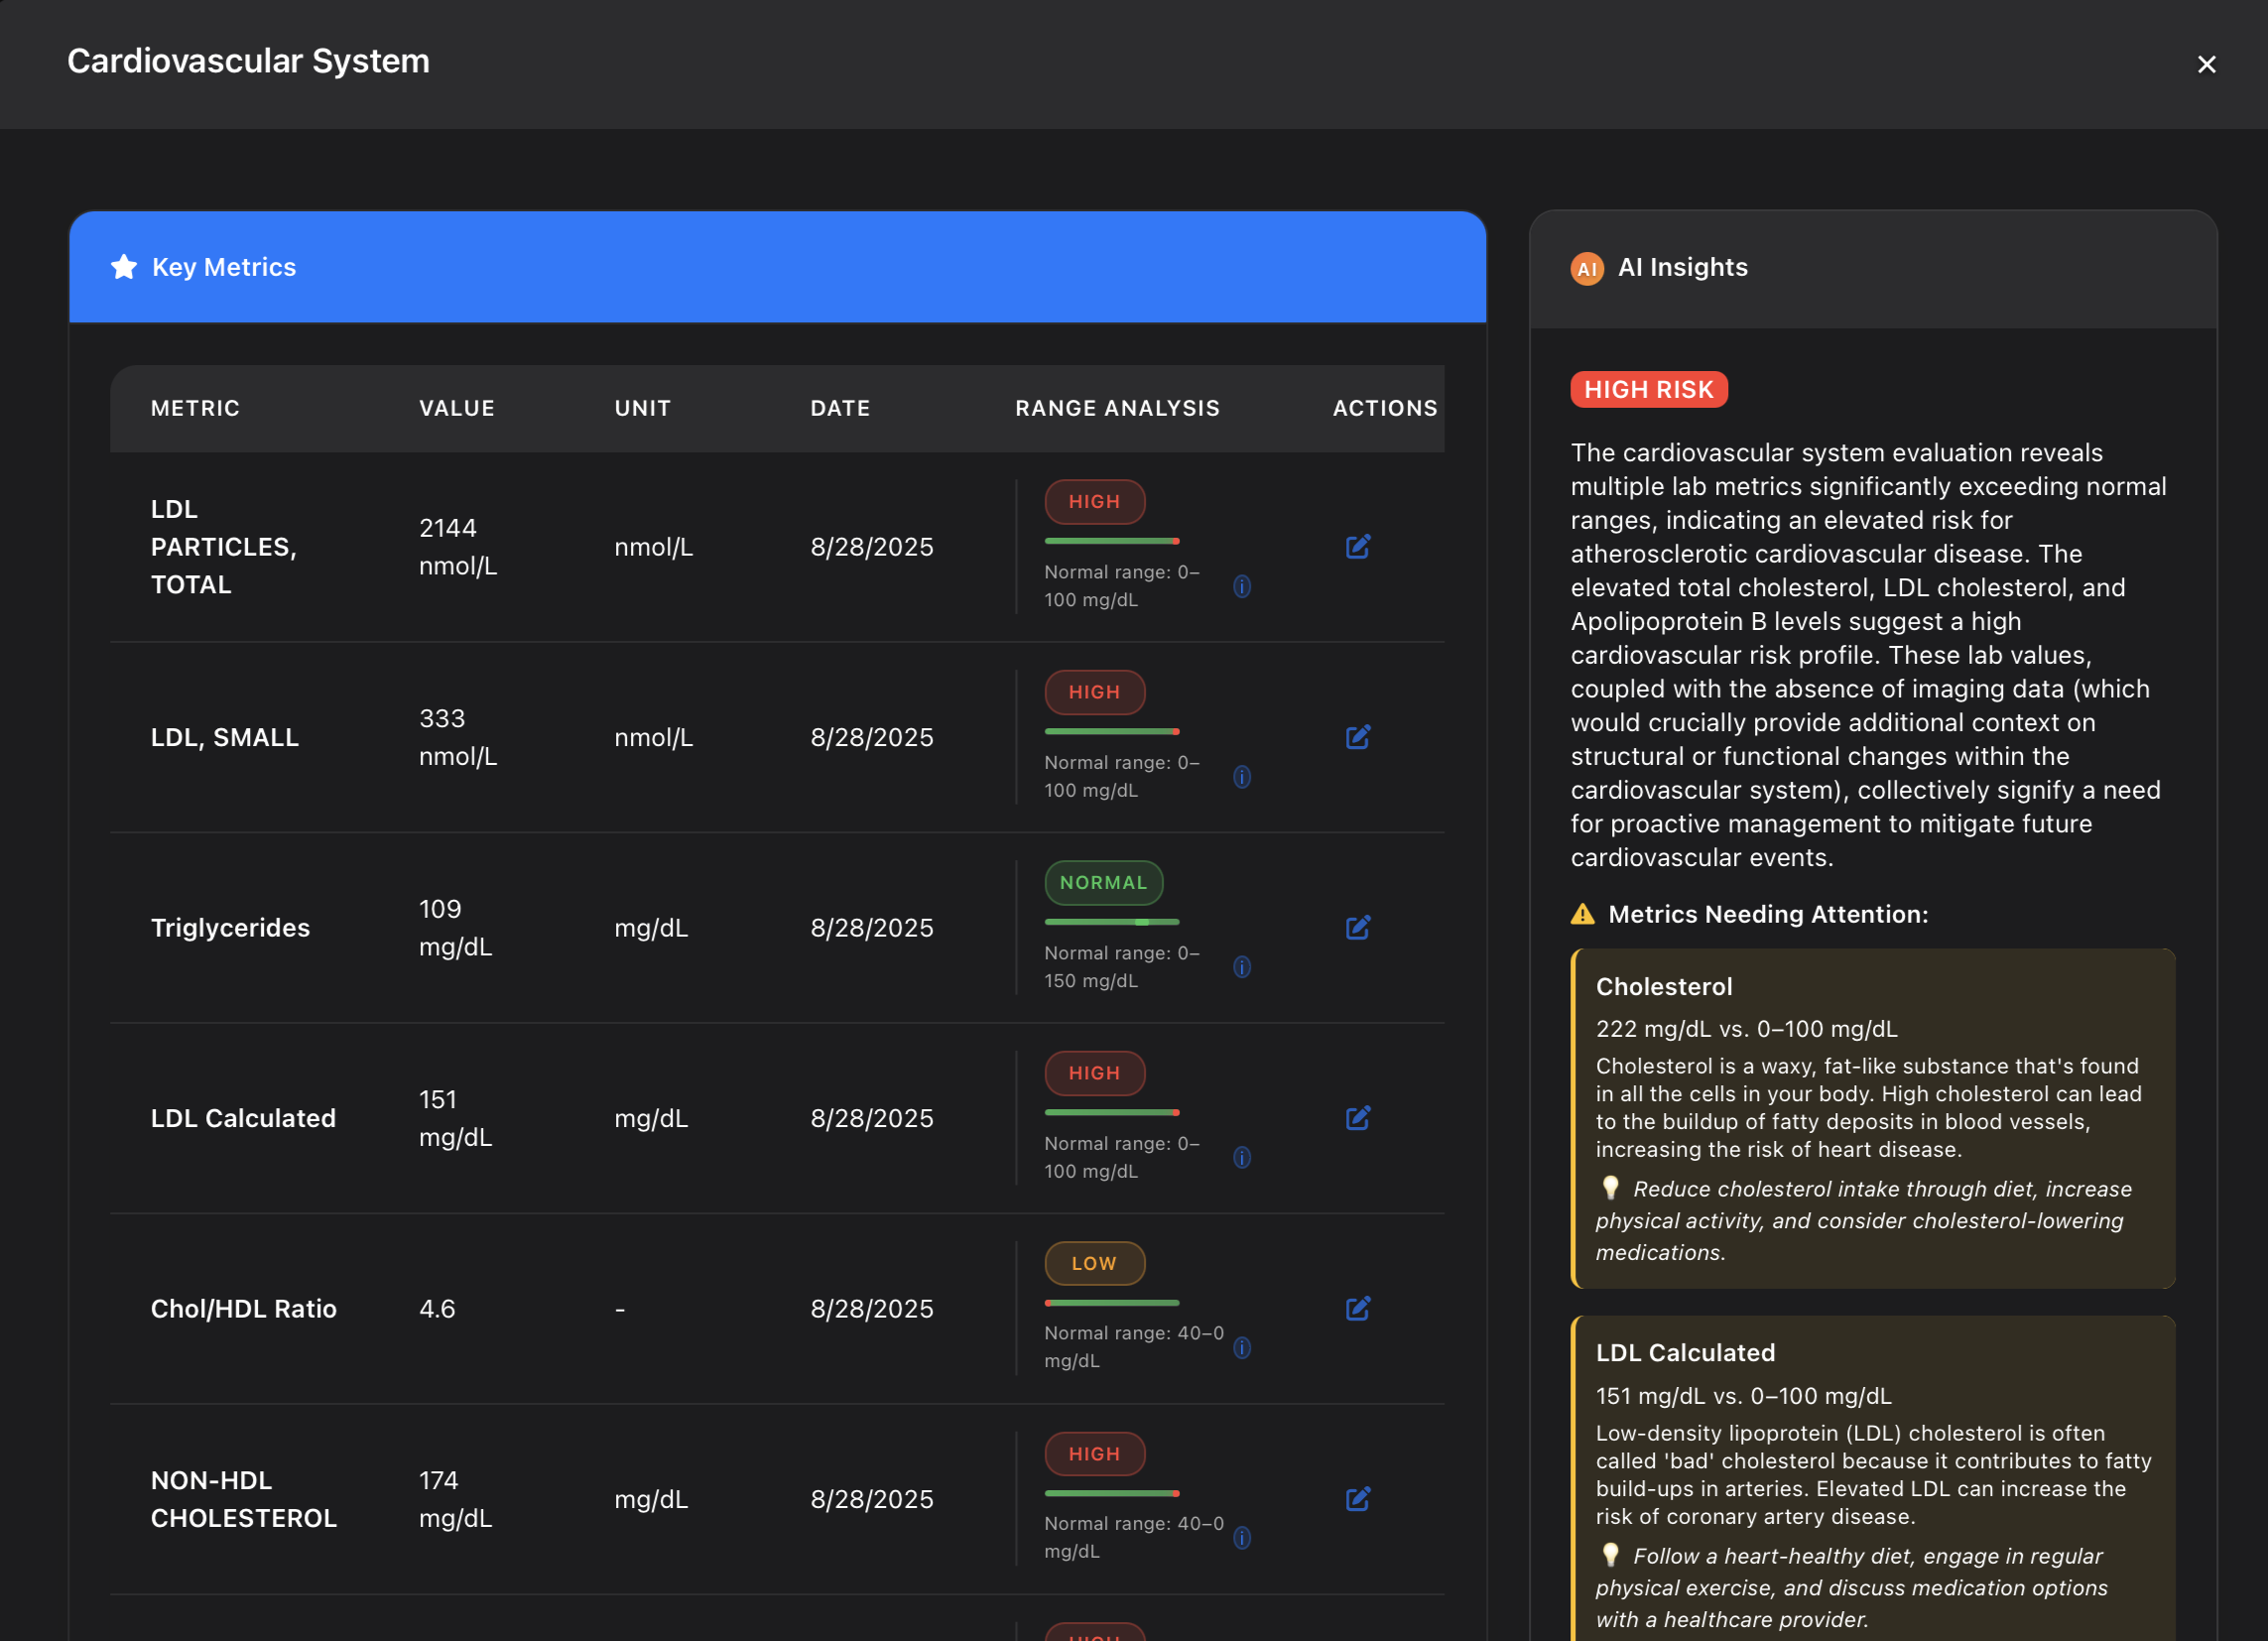 Cardiovascular System
Key Metrics
METRIC VALUE UNIT DATE RANGE ANALYSIS ACTIONS
LDL
PARTICLES,
TOTAL
2144
nmol/L
nmol/L
8/28/2025
HIGH
Normal range: 0–
100 mg/dL
i
LDL, SMALL
333
nmol/L
nmol/L
8/28/2025
HIGH
Normal range: 0–
100 mg/dL
i
Triglycerides
109
mg/dL
mg/dL
8/28/2025
NORMAL
Normal range: 0–
150 mg/dL
i
LDL Calculated
151
mg/dL
mg/dL
8/28/2025
HIGH
Normal range: 0–
100 mg/dL
i
Chol/HDL Ratio
4.6
-
8/28/2025
LOW
Normal range: 40–0
mg/dL
i
NON-HDL
CHOLESTEROL
174
mg/dL
mg/dL
8/28/2025
HIGH
Normal range: 40–0
mg/dL
i
HIGH
AI AI Insights
HIGH RISK
The cardiovascular system evaluation reveals
multiple lab metrics significantly exceeding normal
ranges, indicating an elevated risk for
atherosclerotic cardiovascular disease. The
elevated total cholesterol, LDL cholesterol, and
Apolipoprotein B levels suggest a high
cardiovascular risk profile. These lab values,
coupled with the absence of imaging data (which
would crucially provide additional context on
structural or functional changes within the
cardiovascular system), collectively signify a need
for proactive management to mitigate future
cardiovascular events.
Metrics Needing Attention:
Cholesterol
222 mg/dL vs. 0–100 mg/dL
Cholesterol is a waxy, fat-like substance that's found
in all the cells in your body. High cholesterol can lead
to the buildup of fatty deposits in blood vessels,
increasing the risk of heart disease.
Reduce cholesterol intake through diet, increase
physical activity, and consider cholesterol-lowering
medications.
LDL Calculated
151 mg/dL vs. 0–100 mg/dL
Low-density lipoprotein (LDL) cholesterol is often
called 'bad' cholesterol because it contributes to fatty
build-ups in arteries. Elevated LDL can increase the
risk of coronary artery disease.
Follow a heart-healthy diet, engage in regular
physical exercise, and discuss medication options
with a healthcare provider.